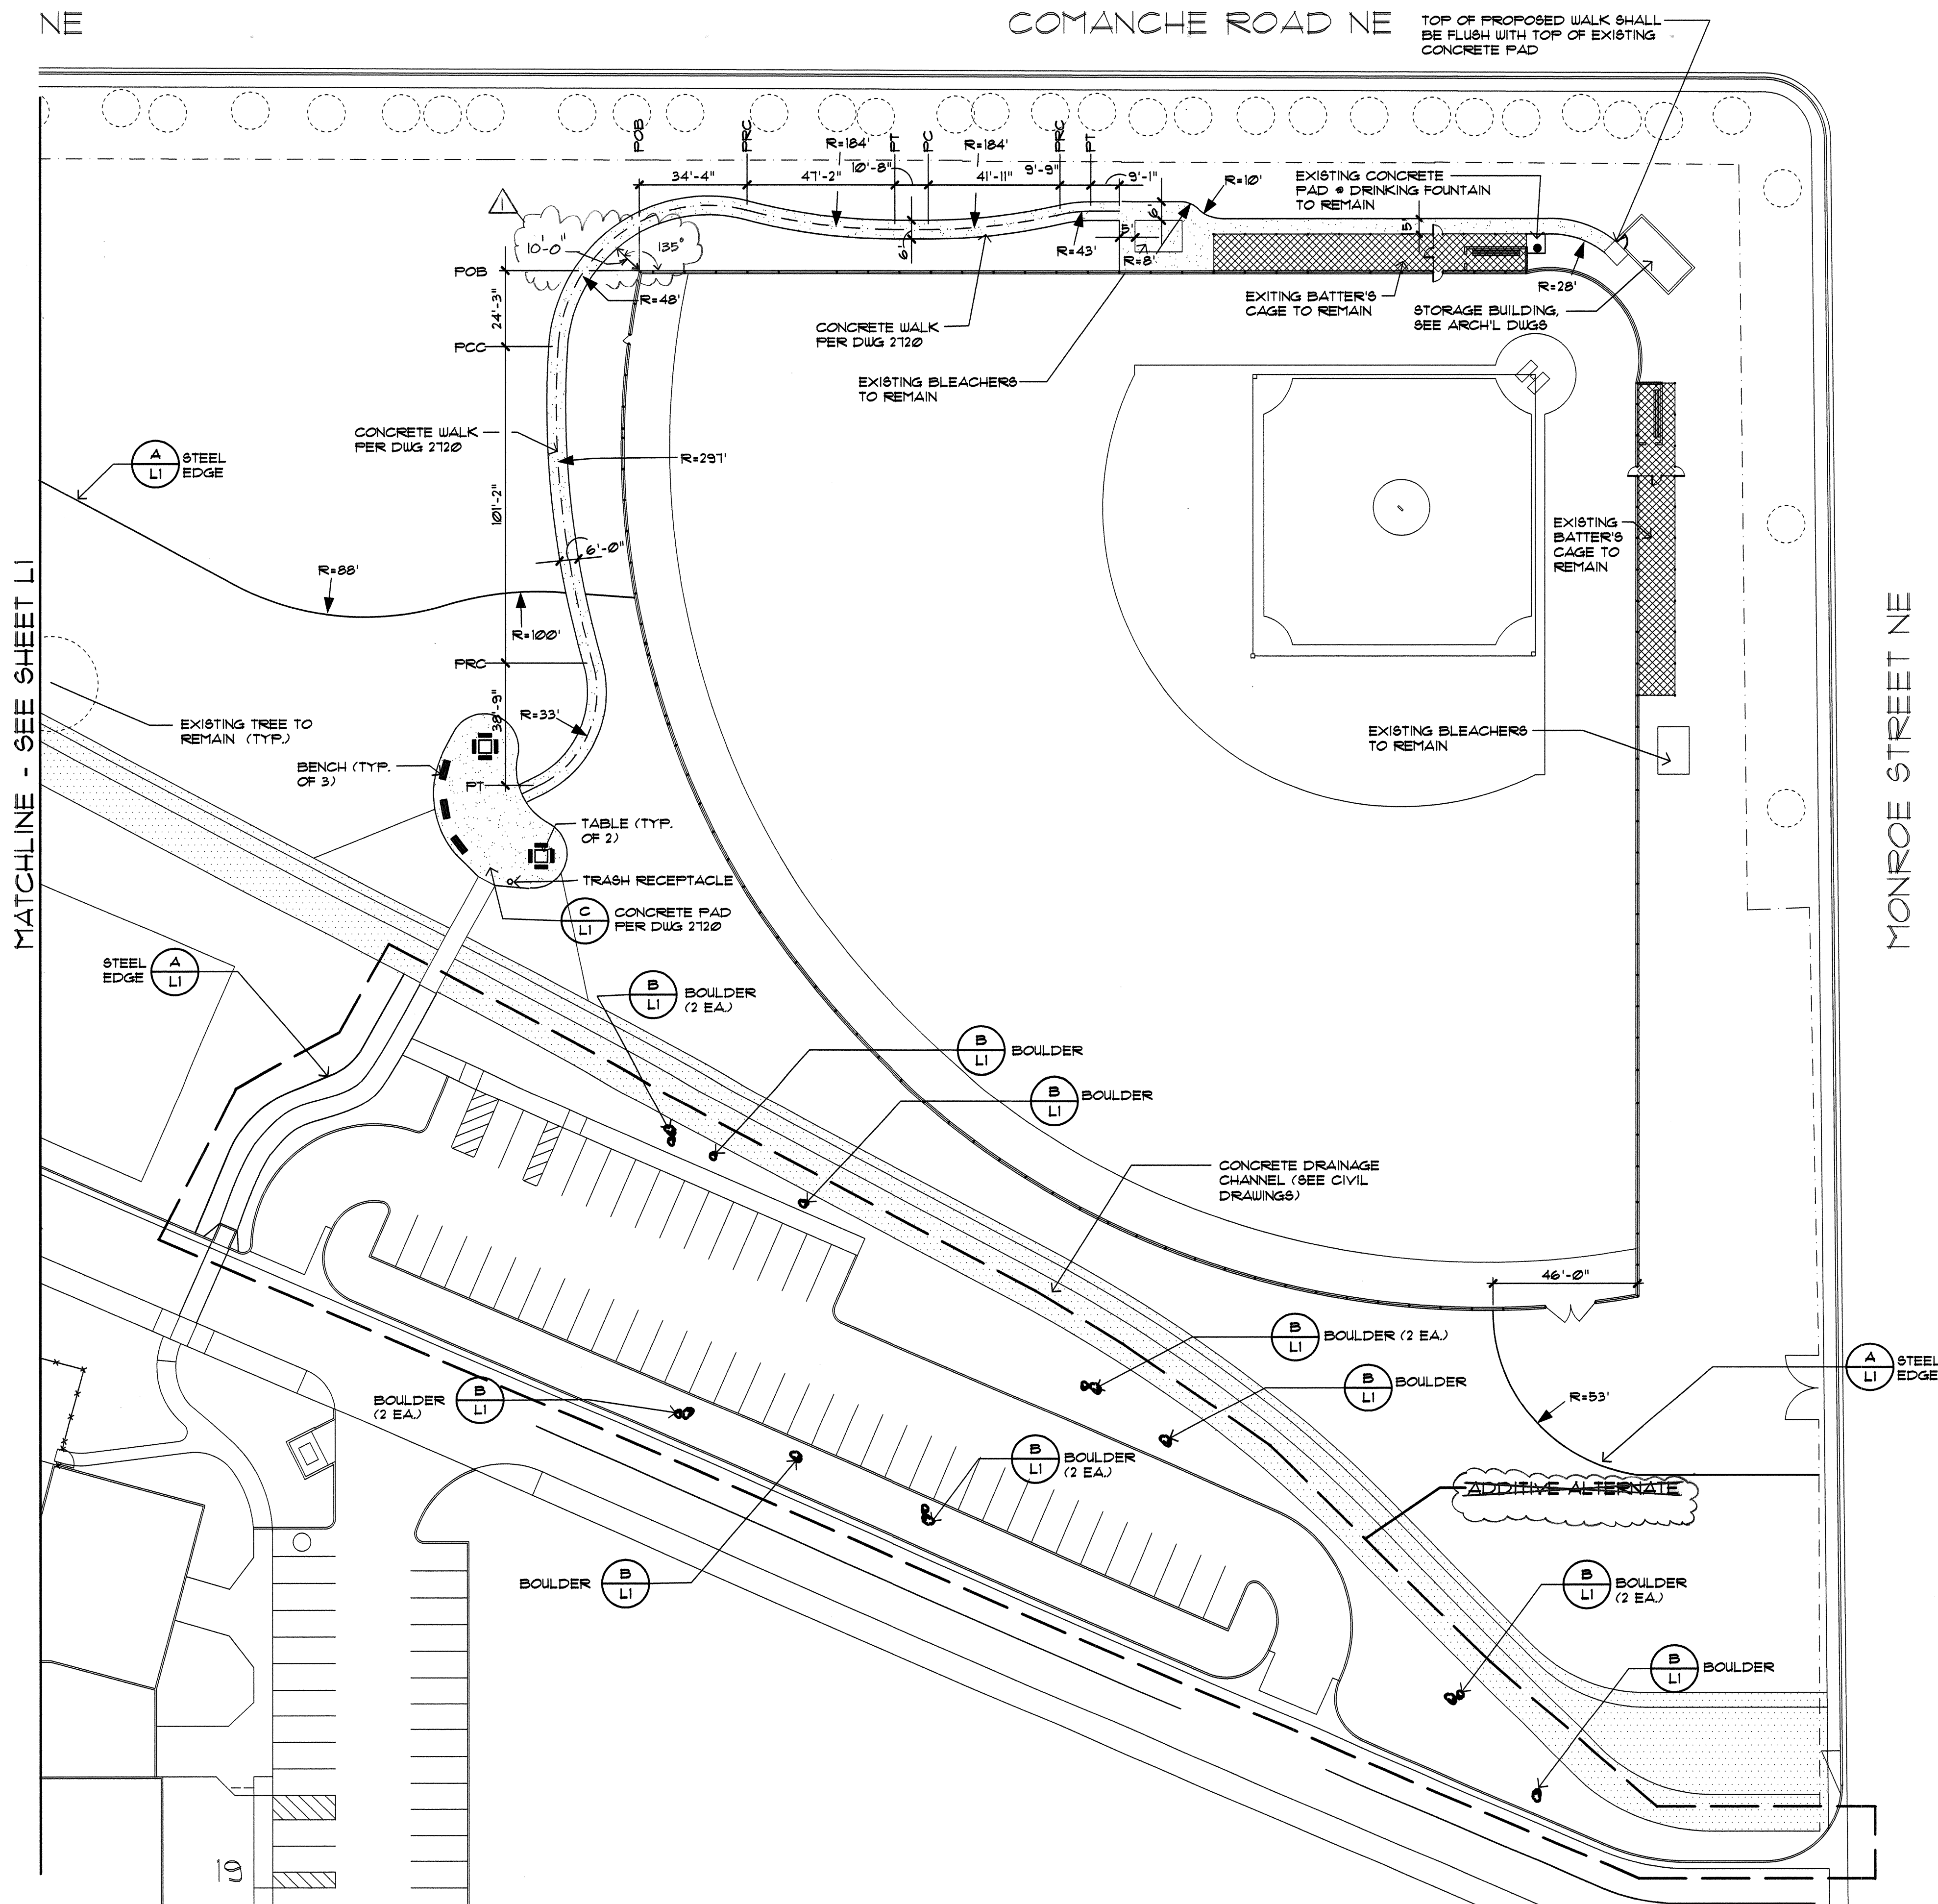 NE
COMANCHE ROAD NE
TOP OF PROPOSED WALK SHALL
BE FLUSH WITH TOP OF EXISTING
CONCRETE PAD
POB
PRC
R=184'
PT
PC
R=184'
PRC
PT
34'-4"
47'-2"
10'-8"
41'-11"
9'-9"
9'-1"
6'
R=10'
EXISTING CONCRETE
PAD @ DRINKING FOUNTAIN
TO REMAIN
1
10'-0"
135°
6'
R=43'
R=8'
5'
5'
POB
R=48'
24'-3"
PCC
CONCRETE WALK
PER DWG 2720
EXISTING BLEACHERS
TO REMAIN
EXITING BATTER'S
CAGE TO REMAIN
R=28'
STORAGE BUILDING,
SEE ARCH'L DWGS
CONCRETE WALK
PER DWG 2720
R=297'
A
L1
STEEL
EDGE
101'-2"
6'-0"
R=88'
R=100'
PRC
38'-9"
R=33'
EXISTING
BATTER'S
CAGE TO
REMAIN
MATCHLINE - SEE SHEET L1
MONROE STREET NE
EXISTING TREE TO
REMAIN (TYP.)
BENCH (TYP.
OF 3)
PT
EXISTING BLEACHERS
TO REMAIN
TABLE (TYP.
OF 2)
TRASH RECEPTACLE
C
L1
CONCRETE PAD
PER DWG 2720
STEEL
EDGE
A
L1
B
L1
BOULDER
(2 EA.)
B
L1
BOULDER
B
L1
BOULDER
CONCRETE DRAINAGE
CHANNEL (SEE CIVIL
DRAWINGS)
46'-0"
B
L1
BOULDER (2 EA.)
B
L1
BOULDER
R=53'
A
L1
STEEL
EDGE
BOULDER
(2 EA.)
B
L1
B
L1
BOULDER
(2 EA.)
ADDITIVE ALTERNATE
BOULDER
B
L1
B
L1
BOULDER
(2 EA.)
B
L1
BOULDER
19